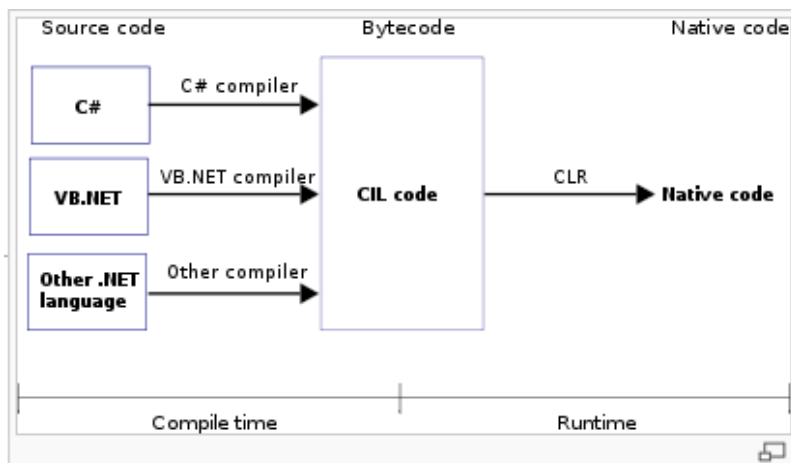 Source code
Bytecode
Native code
C# compiler
C#
VB.NET compiler
VB.NET
CIL code
CLR
Native code
Other compiler
Other .NET
language
Compile time
Runtime